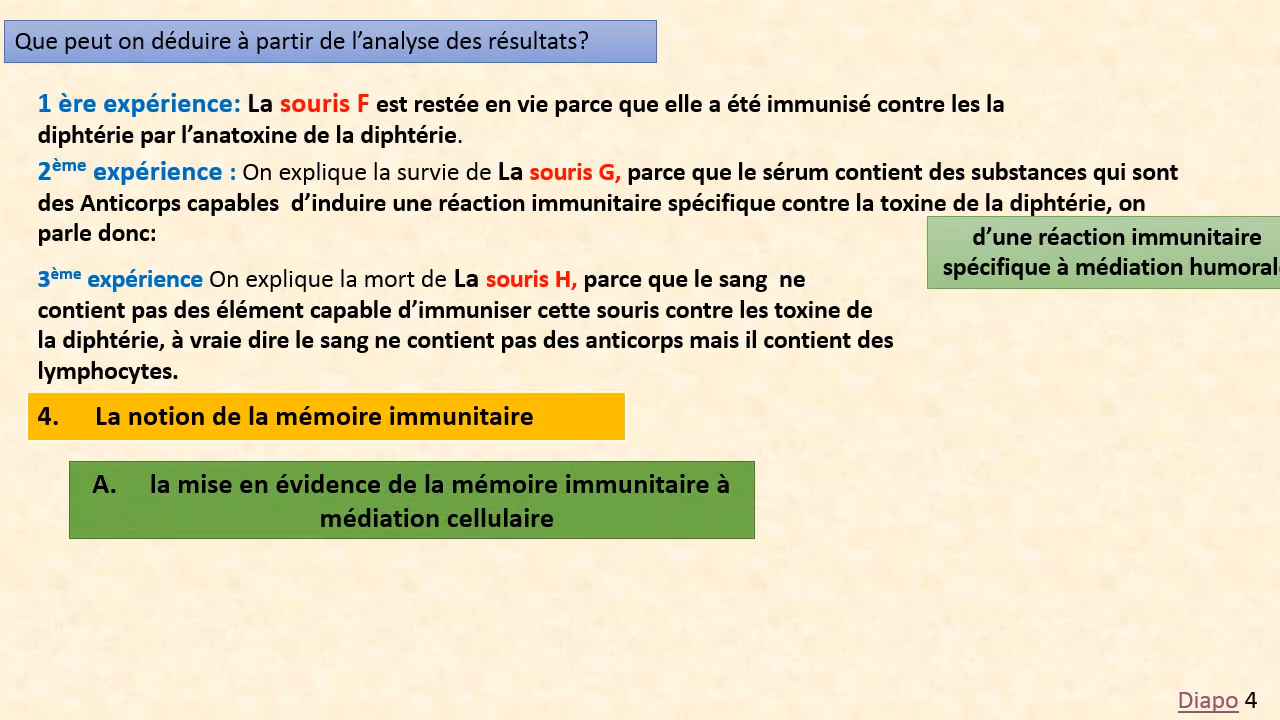 Que peut on déduire à partir de l’analyse des résultats?
1 ère expérience: La souris F est restée en vie parce que elle a été immunisé contre les la
diphtérie par l’anatoxine de la diphtérie.
2ème expérience : On explique la survie de La souris G, parce que le sérum contient des substances qui sont
des Anticorps capables d’induire une réaction immunitaire spécifique contre la toxine de la diphtérie, on
parle donc:
d’une réaction immunitaire
spécifique à médiation humorale
3ème expérience On explique la mort de La souris H, parce que le sang ne
contient pas des élément capable d’immuniser cette souris contre les toxine de
la diphtérie, à vraie dire le sang ne contient pas des anticorps mais il contient des
lymphocytes.
4. La notion de la mémoire immunitaire
A. la mise en évidence de la mémoire immunitaire à
médiation cellulaire
Diapo 4